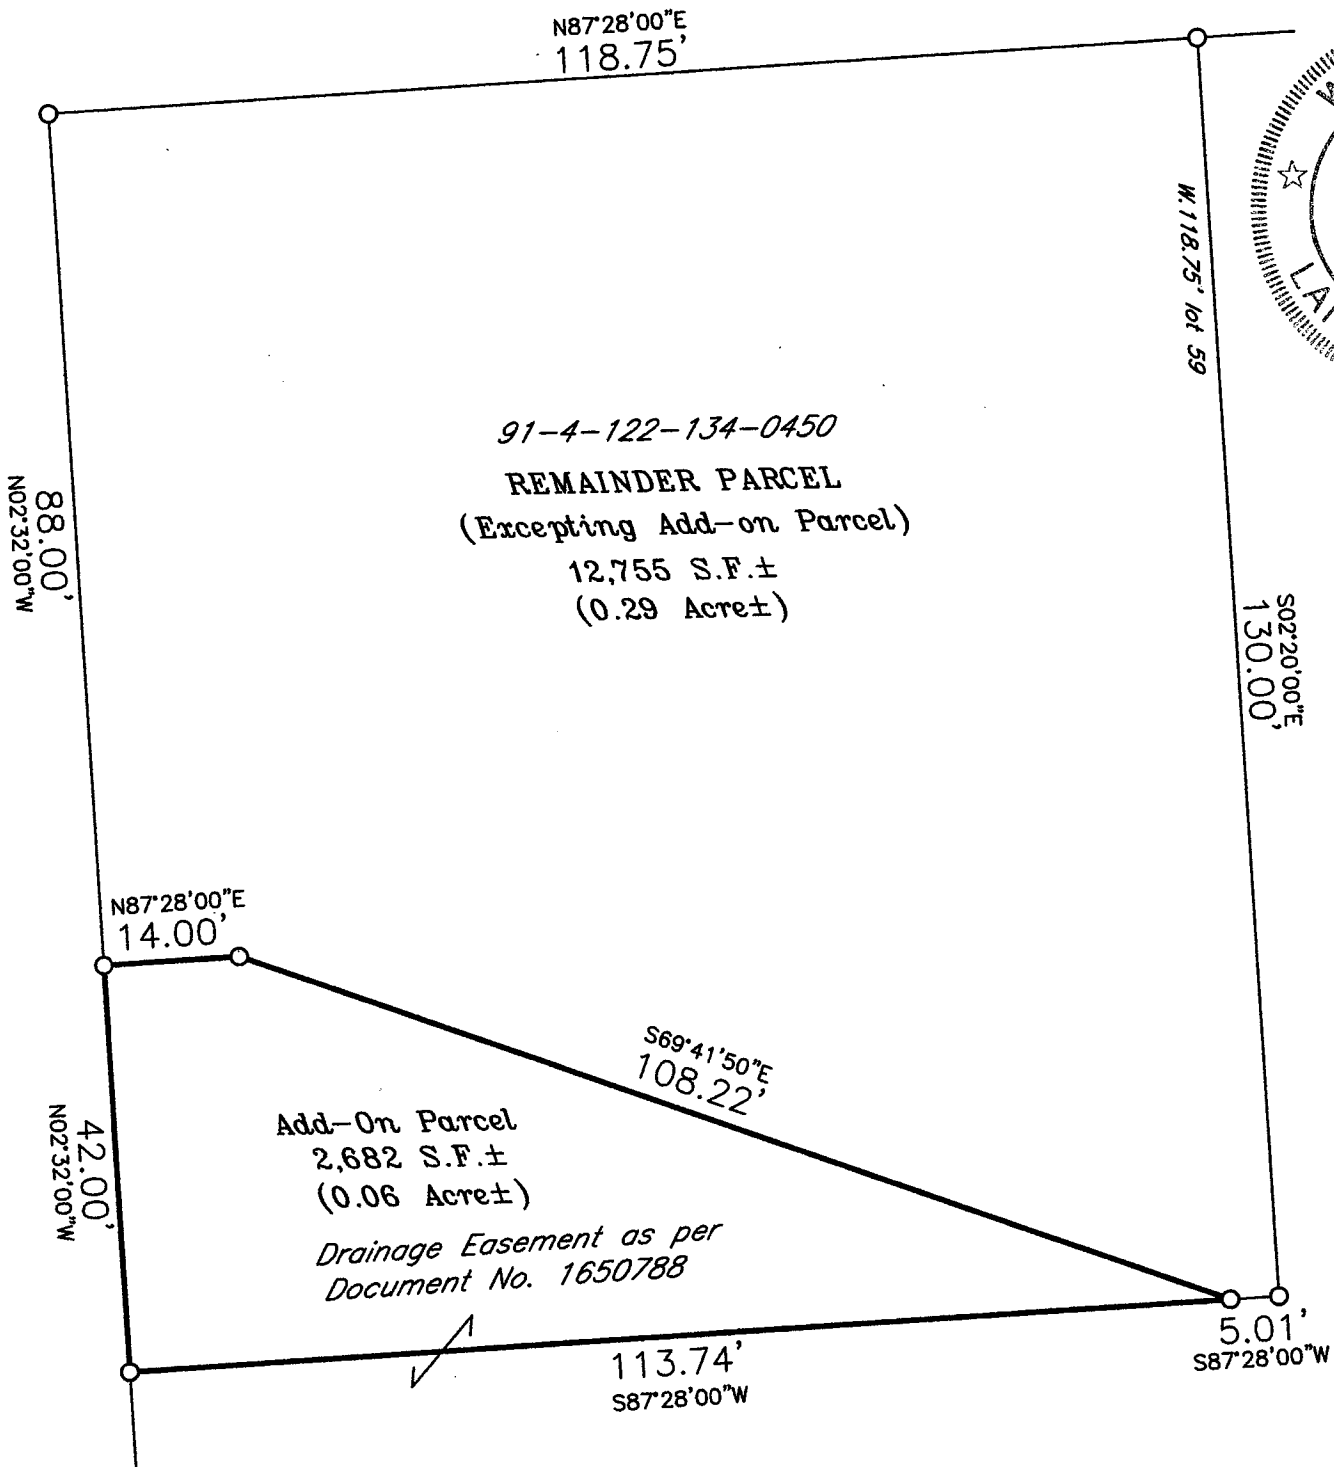 N87°28'00"E
118.75'
W.118.75' lot 59
91-4-122-134-0450
REMAINDER PARCEL
(Excepting Add-on Parcel)
12,755 S.F.±
(0.29 Acre±)
88.00'
N02°32'00"W
S02°20'00"E
130.00'
N87°28'00"E
14.00'
S69°41'50"E
108.22'
Add-On Parcel
2,682 S.F.±
(0.06 Acre±)
42.00'
N02°32'00"W
Drainage Easement as per
Document No. 1650788
113.74'
S87°28'00"W
5.01'
S87°28'00"W